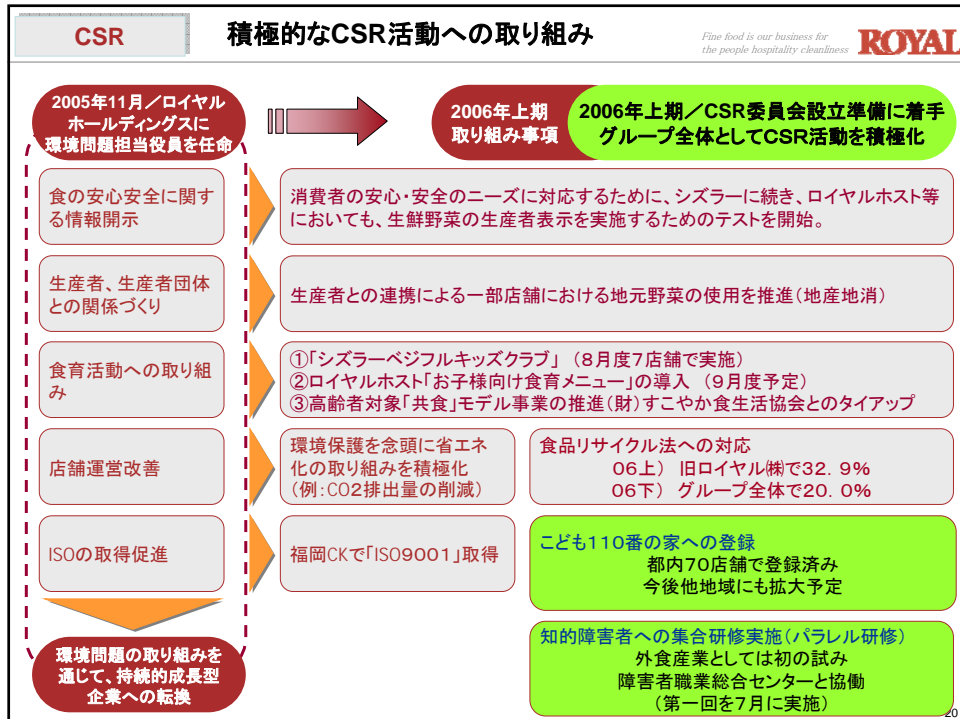 CSR
積極的なCSR活動への取り組み
Fine food is our business for
the people hospitality cleanliness
ROYAL
2005年11月／ロイヤル
ホールディングスに
環境問題担当役員を任命
2006年上期
取り組み事項
2006年上期／CSR委員会設立準備に着手
グループ全体としてCSR活動を積極化
食の安心安全に関す
る情報開示
消費者の安心・安全のニーズに対応するために、シズラーに続き、ロイヤルホスト等
においても、生鮮野菜の生産者表示を実施するためのテストを開始。
生産者、生産者団体
との関係づくり
生産者との連携による一部店舗における地元野菜の使用を推進（地産地消）
食育活動への取り組
み
①「シズラーベジフルキッズクラブ」（８月度７店舗で実施）
②ロイヤルホスト「お子様向け食育メニュー」の導入（９月度予定）
③高齢者対象「共食」モデル事業の推進（財）すこやか食生活協会とのタイアップ
店舗運営改善
環境保護を念頭に省エネ
化の取り組みを積極化
（例：CO２排出量の削減）
食品リサイクル法への対応
０６上） 旧ロイヤル㈱で３２．９％
０６下） グループ全体で２０．０％
ISOの取得促進
福岡CKで「ISO９００１」取得
こども１１０番の家への登録
都内７０店舗で登録済み
今後他地域にも拡大予定
環境問題の取り組みを
通じて、持続的成長型
企業への転換
知的障害者への集合研修実施（パラレル研修）
外食産業としては初の試み
障害者職業総合センターと協働
（第一回を７月に実施）
20